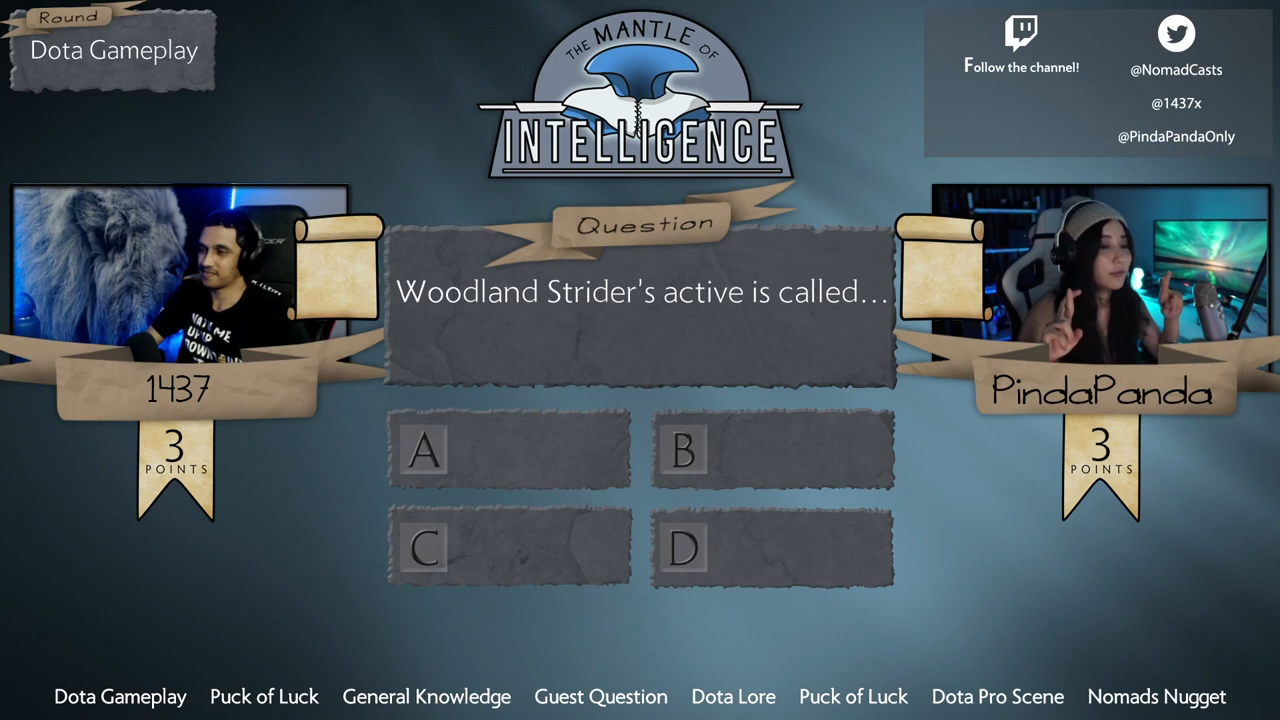 Round
Dota Gameplay
THE MANTLE OF
INTELLIGENCE
Follow the channel!
@NomadCasts
@1437x
@PindaPandaOnly
Question
Woodland Strider's active is called...
A
B
C
D
1437
3
POINTS
PindaPanda
3
POINTS
Dota Gameplay Puck of Luck General Knowledge Guest Question Dota Lore Puck of Luck Dota Pro Scene Nomads Nugget